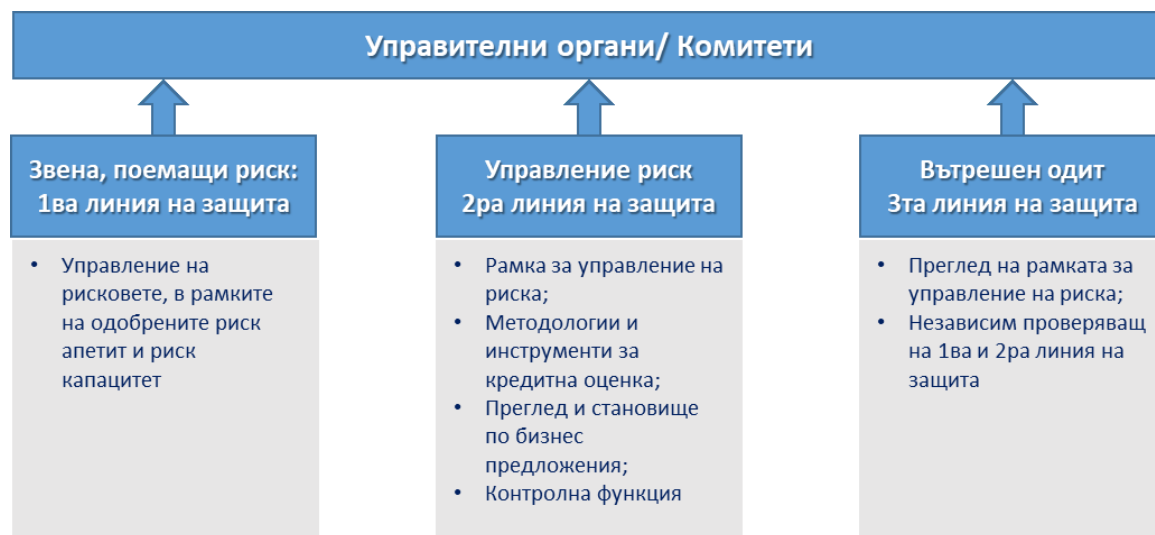 Управителни органи/ Комитети
Звена, поемащи риск:
1ва линия на защита
• Управление на
рисковете, в рамките
на одобрените риск
апетит и риск
капацитет
Управление риск
2ра линия на защита
• Рамка за управление на
риска;
• Методологии и
инструменти за
кредитна оценка;
• Преглед и становище
по бизнес
предложения;
• Контролна функция
Вътрешен одит
3та линия на защита
• Преглед на рамката за
управление на риска;
• Независим проверяващ
на 1ва и 2ра линия на
защита